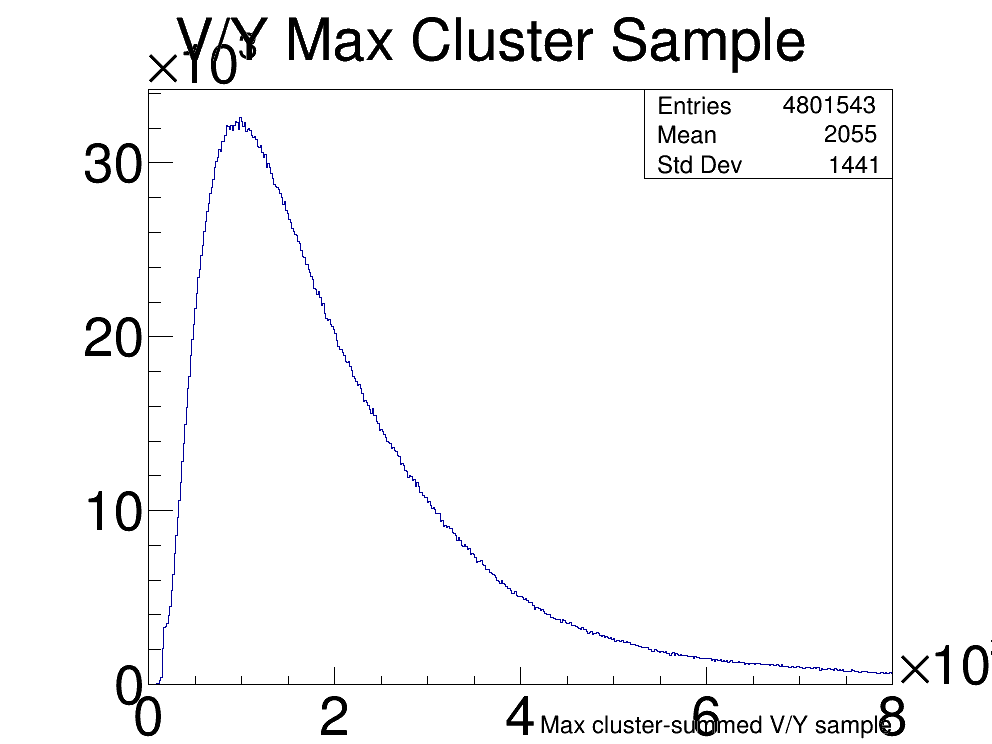 V/Y Max Cluster Sample
×10³
Entries 4801543
Mean 2055
Std Dev 1441
30
20
10
0
0 2 4 6 8
×10
Max cluster-summed V/Y sample